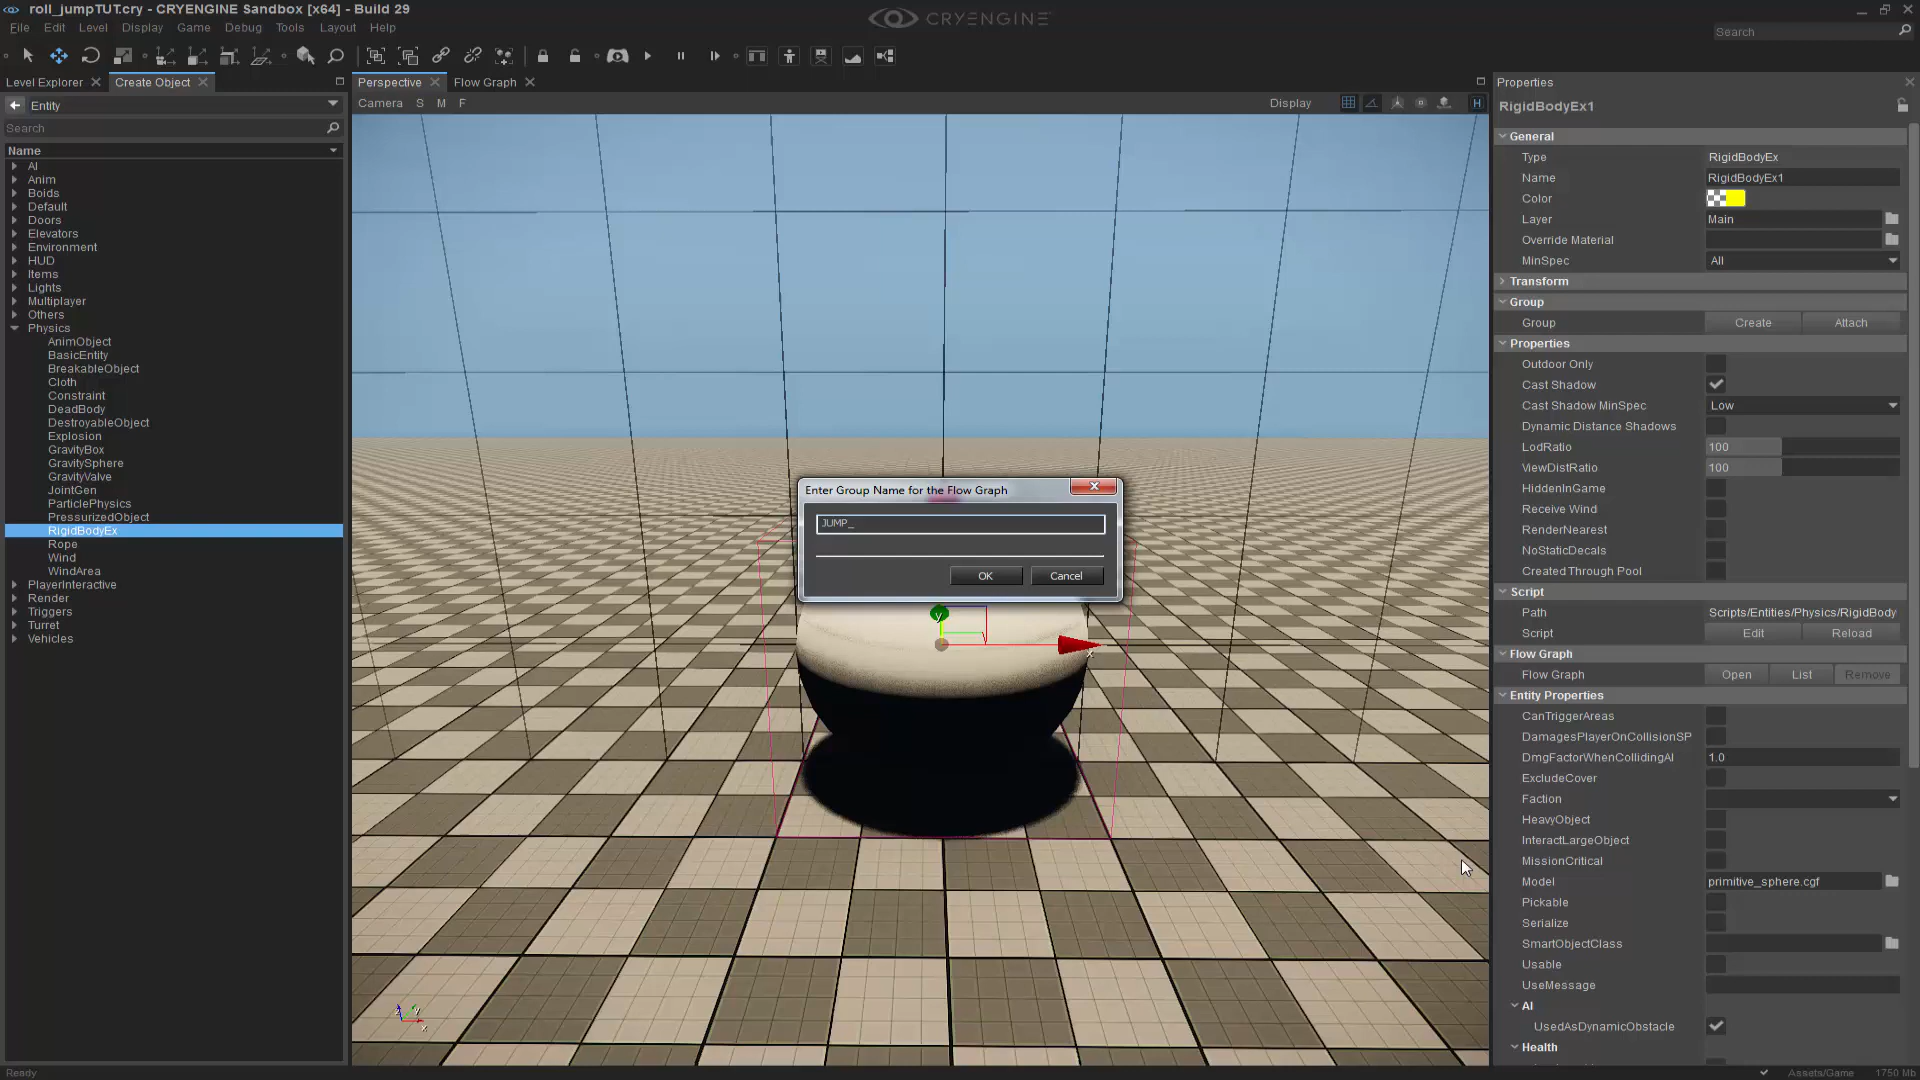 roll_jumpTUT.cry - CRYENGINE Sandbox [x64] - Build 29
CRYENGINE
File Edit Level Display Game Debug Tools Layout Help
Search
Level Explorer
Create Object
Perspective
Flow Graph
Properties
Entity
Camera S M F
Display
H
RigidBodyEx1
Search
Name
AI
Anim
Boids
Default
Doors
Elevators
Environment
HUD
Items
Lights
Multiplayer
Others
Physics
AnimObject
BasicEntity
BreakableObject
Cloth
Constraint
DeadBody
DestroyableObject
Explosion
GravityBox
GravitySphere
GravityValve
JointGen
ParticlePhysics
PressurizedObject
RigidBodyEx
Rope
Wind
WindArea
PlayerInteractive
Render
Triggers
Turret
Vehicles
Enter Group Name for the Flow Graph
JUMP_
OK
Cancel
y
x
y
x
General
Type RigidBodyEx
Name RigidBodyEx1
Color
Layer Main
Override Material
MinSpec All
Transform
Group
Group Create Attach
Properties
Outdoor Only
Cast Shadow
Cast Shadow MinSpec Low
Dynamic Distance Shadows
LodRatio 100
ViewDistRatio 100
HiddenInGame
Receive Wind
RenderNearest
NoStaticDecals
Created Through Pool
Script
Path Scripts/Entities/Physics/RigidBody
Script Edit Reload
Flow Graph
Flow Graph Open List Remove
Entity Properties
CanTriggerAreas
DamagesPlayerOnCollisionSP
DmgFactorWhenCollidingAI 1.0
ExcludeCover
Faction
HeavyObject
InteractLargeObject
MissionCritical
Model primitive_sphere.cgf
Pickable
Serialize
SmartObjectClass
Usable
UseMessage
AI
UsedAsDynamicObstacle
Health
Ready
Assets/Game 1750 Mb